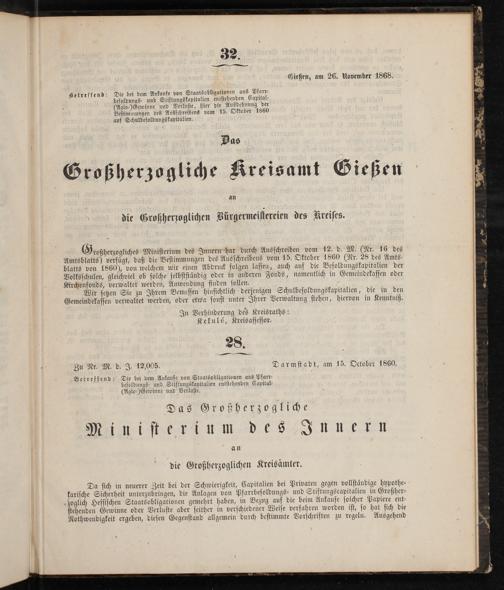 32.
Gießen, am 26. November 1868.
Betreffend: Die bei dem Ankaufe von Staatsobligationen aus Pfarr-
besoldungs- und Stiftungskapitalien entstehenden Capital-
(Agio-)Gewinne und Verluste, hier die Ausdehnung der
Bestimmungen des Ausschreibens vom 15. Oktober 1860
auf Schulbesoldungskapitalien.
Das
Großherzogliche Kreisamt Gießen
an
die Großherzoglichen Bürgermeistereien des Kreises.
Großherzogliches Ministerium des Innern hat durch Ausschreiben vom 12. d. M. (Nr. 16 des
Amtsblatts) verfügt, daß die Bestimmungen des Ausschreibens vom 15. Oktober 1860 (Nr. 28 des Amts-
blatts von 1860), von welchem wir einen Abdruck folgen lassen, auch auf die Besoldungskapitalien der
Volksschulen, gleichviel ob solche selbstständig oder in anderen Fonds, namentlich in Gemeindekassen oder
Kirchenfonds, verwaltet werden, Anwendung finden sollen.
Wir setzen Sie zu Ihrem Bemessen hinsichtlich derjenigen Schulbesoldungskapitalien, die in den
Gemeindekassen verwaltet werden, oder etwa sonst unter Ihrer Verwaltung stehen, hiervon in Kenntniß.
In Verhinderung des Kreisraths:
Kekulé, Kreisassessor.
28.
Zu Nr. M. d. J. 12,005.
Darmstadt, am 15. October 1860.
Betreffend: Die bei dem Ankaufe von Staatsobligationen aus Pfarr-
besoldungs- und Stiftungskapitalien entstehenden Capital-
(Agio-)Gewinne und Verluste.
Das Großherzogliche
Ministerium des Innern
an
die Großherzoglichen Kreisämter.
Da sich in neuerer Zeit bei der Schwierigkeit, Capitalien bei Privaten gegen vollständige hypothe-
karische Sicherheit unterzubringen, die Anlagen von Pfarrbesoldungs- und Stiftungscapitalien in Großher-
zoglich Hessischen Staatsobligationen gemehrt haben, in Bezug auf die beim Ankaufe solcher Papiere ent-
stehenden Gewinne oder Verluste aber seither in verschiedener Weise verfahren worden ist, so hat sich die
Nothwendigkeit ergeben, diesen Gegenstand allgemein durch bestimmte Vorschriften zu regeln. Ausgehend